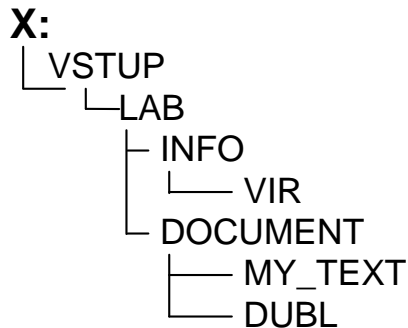 X:
VSTUP
LAB
INFO
VIR
DOCUMENT
MY_TEXT
DUBL